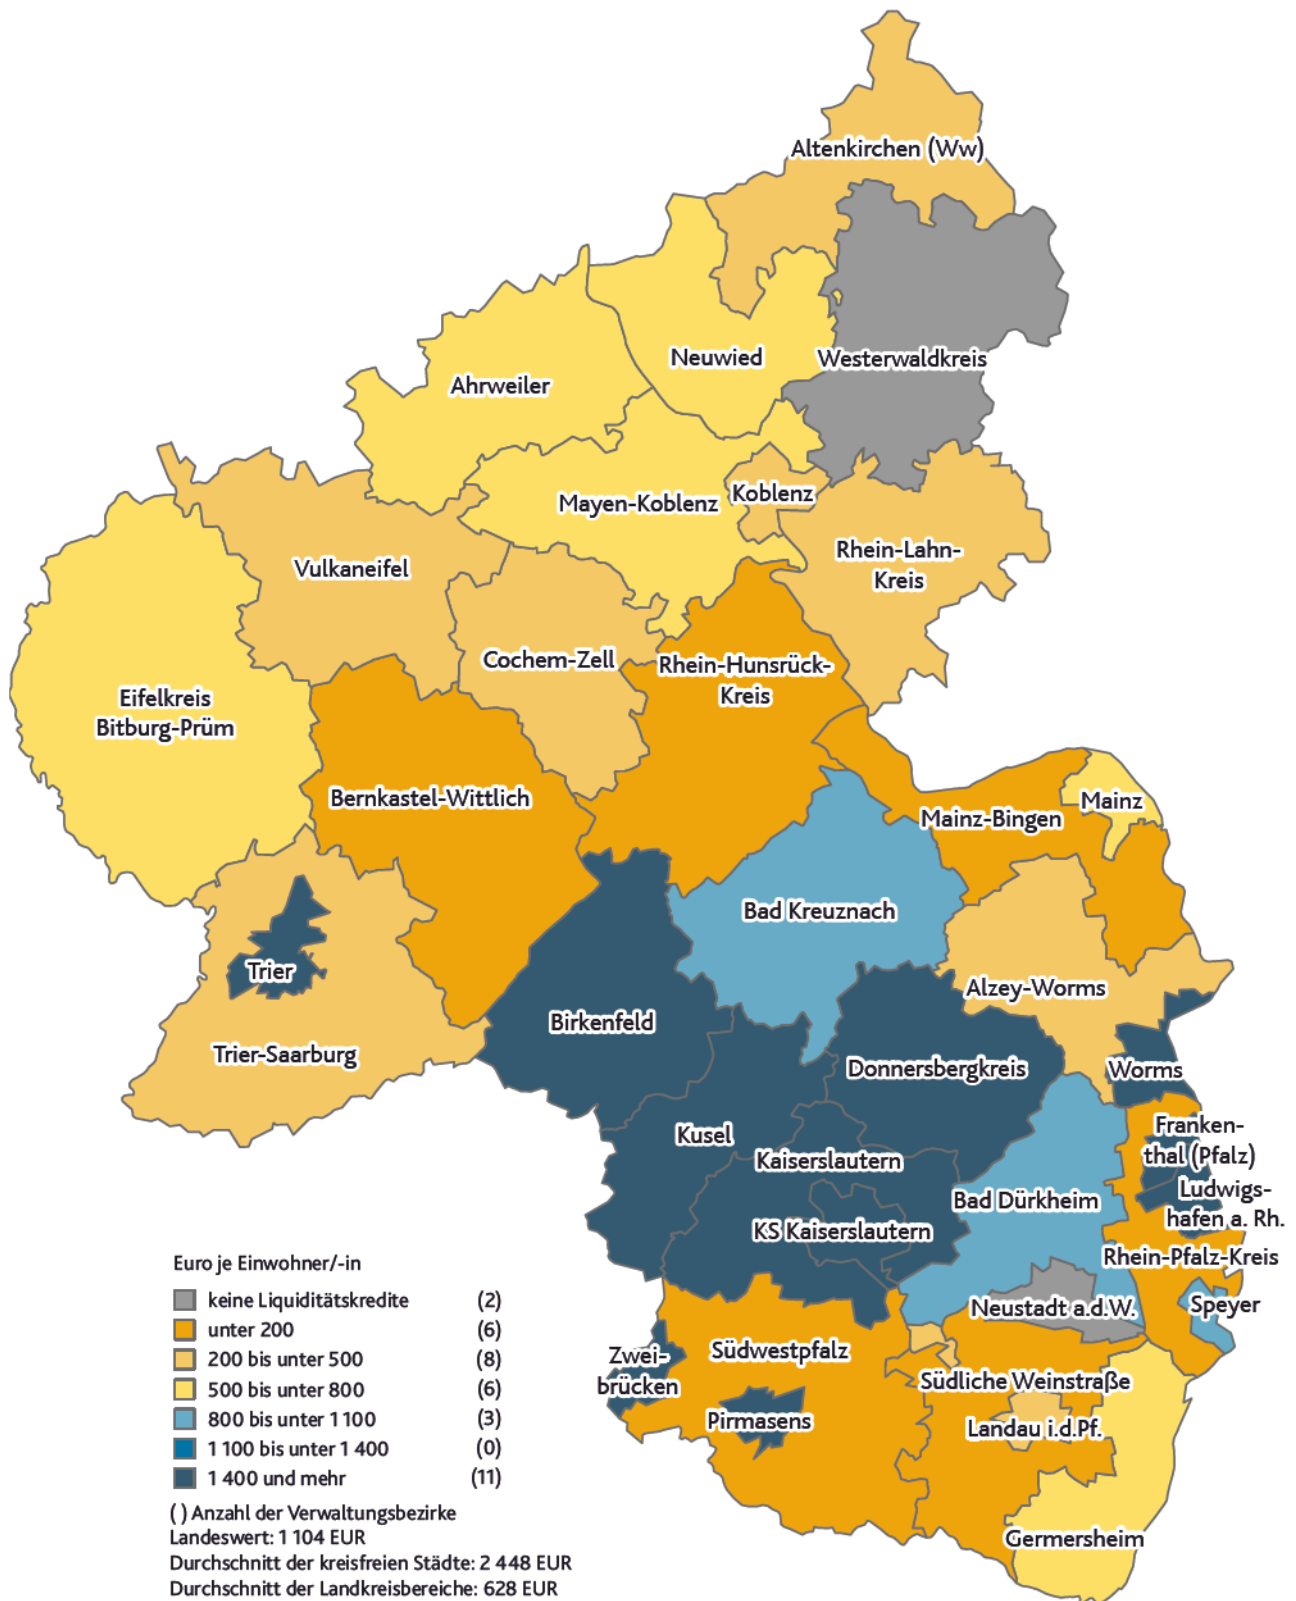 Altenkirchen (Ww)
Neuwied
Westerwaldkreis
Ahrweiler
Koblenz
Mayen-Koblenz
Rhein-Lahn-
Kreis
Vulkaneifel
Cochem-Zell
Rhein-Hunsrück-
Kreis
Eifelkreis
Bitburg-Prüm
Bernkastel-Wittlich
Mainz
Mainz-Bingen
Bad Kreuznach
Trier
Alzey-Worms
Birkenfeld
Trier-Saarburg
Donnersbergkreis
Worms
Kusel
Franken-
thal (Pfalz)
Kaiserslautern
Ludwigs-
hafen a. Rh.
Bad Dürkheim
KS Kaiserslautern
Rhein-Pfalz-Kreis
Neustadt a.d.W.
Speyer
Zwei-
brücken
Südwestpfalz
Südliche Weinstraße
Pirmasens
Landau i.d.Pf.
Germersheim
Euro je Einwohner/-in
keine Liquiditätskredite (2)
unter 200 (6)
200 bis unter 500 (8)
500 bis unter 800 (6)
800 bis unter 1 100 (3)
1 100 bis unter 1 400 (0)
1 400 und mehr (11)
( ) Anzahl der Verwaltungsbezirke
Landeswert: 1 104 EUR
Durchschnitt der kreisfreien Städte: 2 448 EUR
Durchschnitt der Landkreisbereiche: 628 EUR